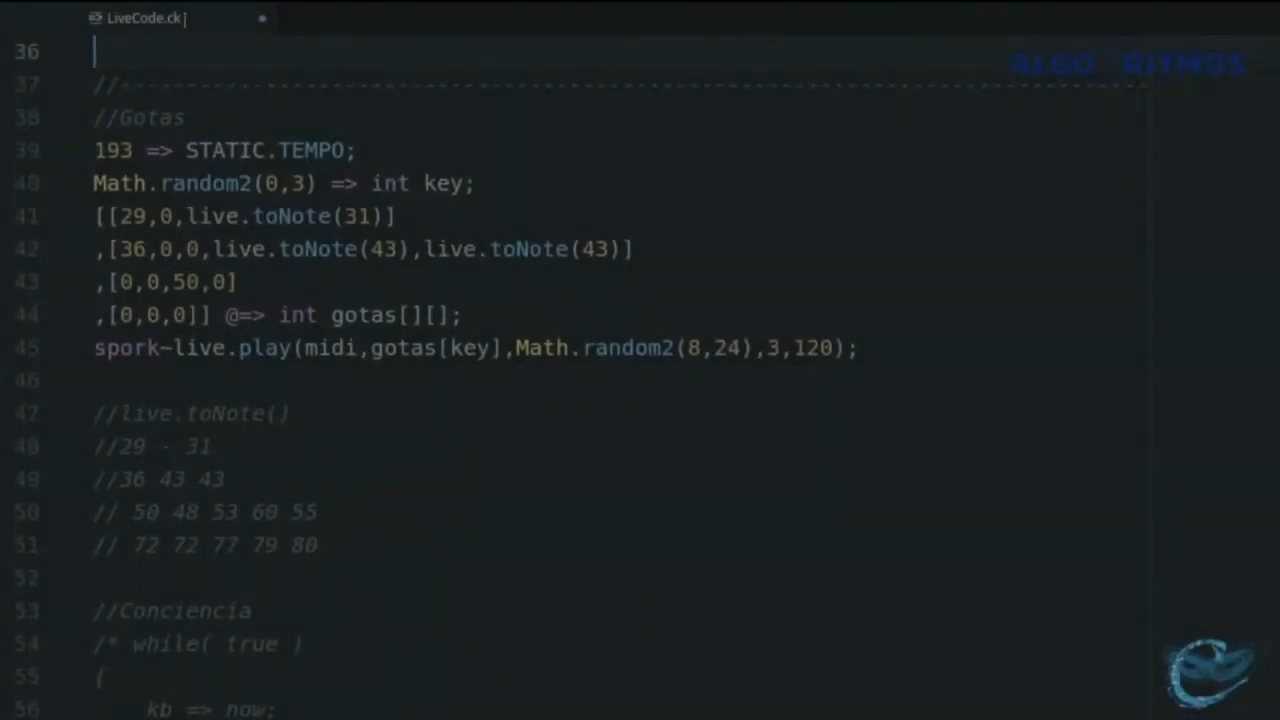 LiveCode.ck
36
ALGO RITMOS
37 //------------------------------------------------------------------------------
38 //Gotas
39 193 => STATIC.TEMPO;
40 Math.random2(0,3) => int key;
41 [[29,0,live.toNote(31)]
42 ,[36,0,0,live.toNote(43),live.toNote(43)]
43 ,[0,0,50,0]
44 ,[0,0,0]] @=> int gotas[][];
45 spork~live.play(midi,gotas[key],Math.random2(8,24),3,120);
46
47 //live.toNote()
48 //29 - 31
49 //36 43 43
50 // 50 48 53 60 55
51 // 72 72 77 79 80
52
53 //Conciencia
54 /* while( true )
55 {
56 kb => now;